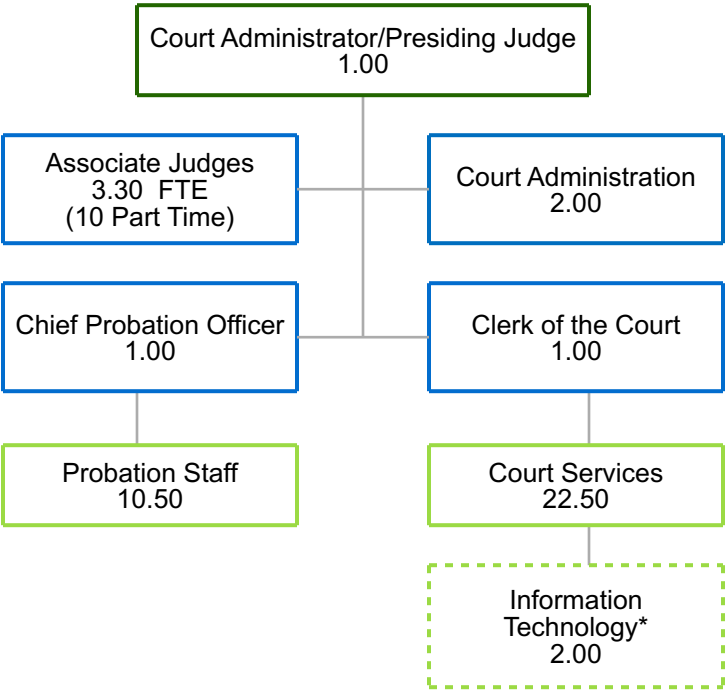 Court Administrator/Presiding Judge
1.00
Associate Judges
3.30 FTE
(10 Part Time)
Court Administration
2.00
Chief Probation Officer
1.00
Clerk of the Court
1.00
Probation Staff
10.50
Court Services
22.50
Information
Technology*
2.00